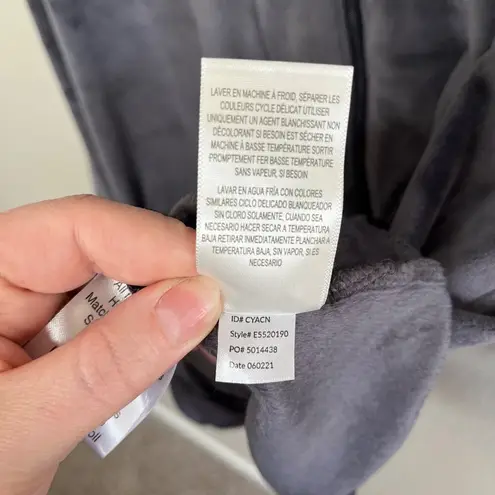 LAVER EN MACHINE À FROID, SÉPARER LES
COULEURS CYCLE DÉLICAT UTILISER
UNIQUEMENT UN AGENT BLANCHISSANT NON
DÉCOLORANT SI BESOIN EST SÉCHER EN
MACHINE À BASSE TEMPÉRATURE SORTIR
PROMPTEMENT FER BASSE TEMPÉRATURE
SANS VAPEUR, SI BESOIN
LAVAR EN AGUA FRÍA CON COLORES
SIMILARES CICLO DELICADO BLANQUEADOR
SIN CLORO SOLAMENTE, CUANDO SEA
NECESARIO HACER SECAR A TEMPERATURA
BAJA RETIRAR INMEDIATAMENTE PLANCHAR A
TEMPERATURA BAJA, SIN VAPOR, SI ES
NECESARIO
ID# CYACN
Style# E5520190
PO# 5014438
Date 060221